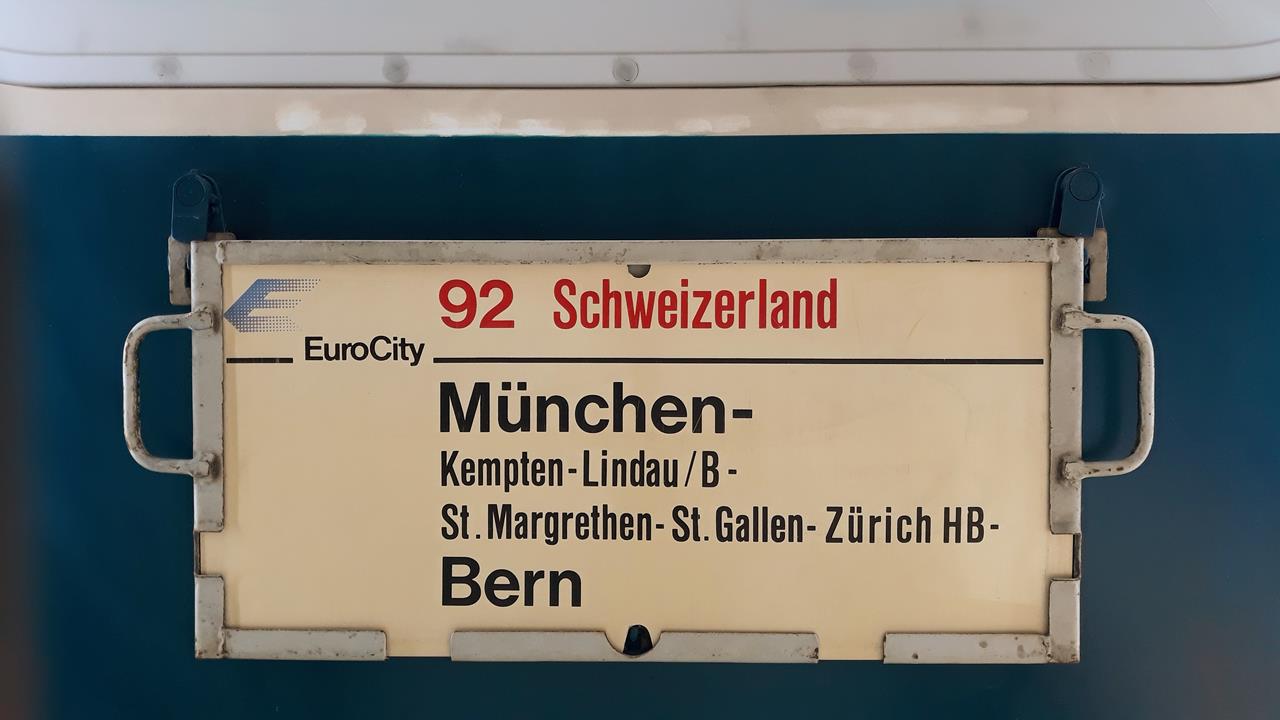 92 Schweizerland
EuroCity
München-
Kempten-Lindau/B-
St. Margrethen-St. Gallen-Zürich HB-
Bern